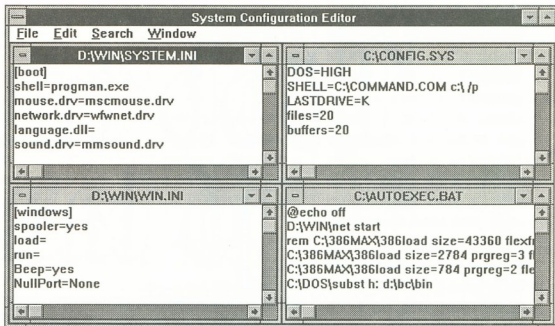 System Configuration Editor
File Edit Search Window
D:\WIN\SYSTEM.INI
[boot]
shell=progman.exe
mouse.drv=mscmouse.drv
network.drv=wfwnet.drv
language.dll=
sound.drv=mmsound.drv
C:\CONFIG.SYS
DOS=HIGH
SHELL=C:\COMMAND.COM c:\ /p
LASTDRIVE=K
files=20
buffers=20
D:\WIN\WIN.INI
[windows]
spooler=yes
load=
run=
Beep=yes
NullPort=None
C:\AUTOEXEC.BAT
@echo off
D:\WIN\net start
rem C:\386MAX\386load size=43360 flexfr
C:\386MAX\386load size=2784 prgreg=3 fl
C:\386MAX\386load size=784 prgreg=2 fle
C:\DOS\subst h: d:\bc\bin